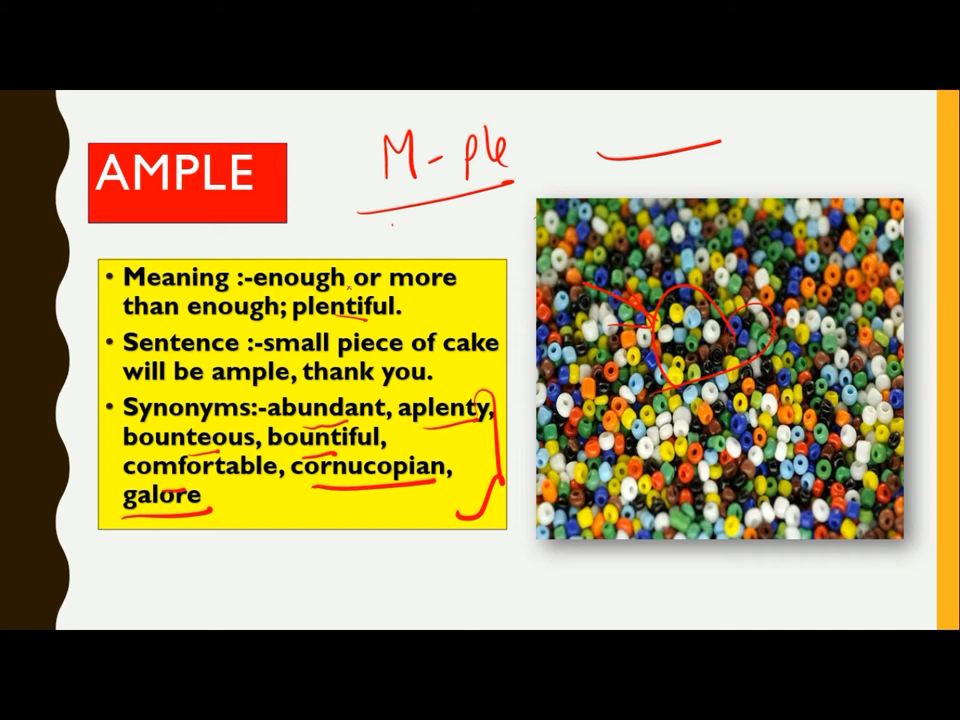 AMPLE
M - ple
• Meaning :-enough or more
than enough; plentiful.
• Sentence :-small piece of cake
will be ample, thank you.
• Synonyms:-abundant, aplenty,
bounteous, bountiful,
comfortable, cornucopian,
galore